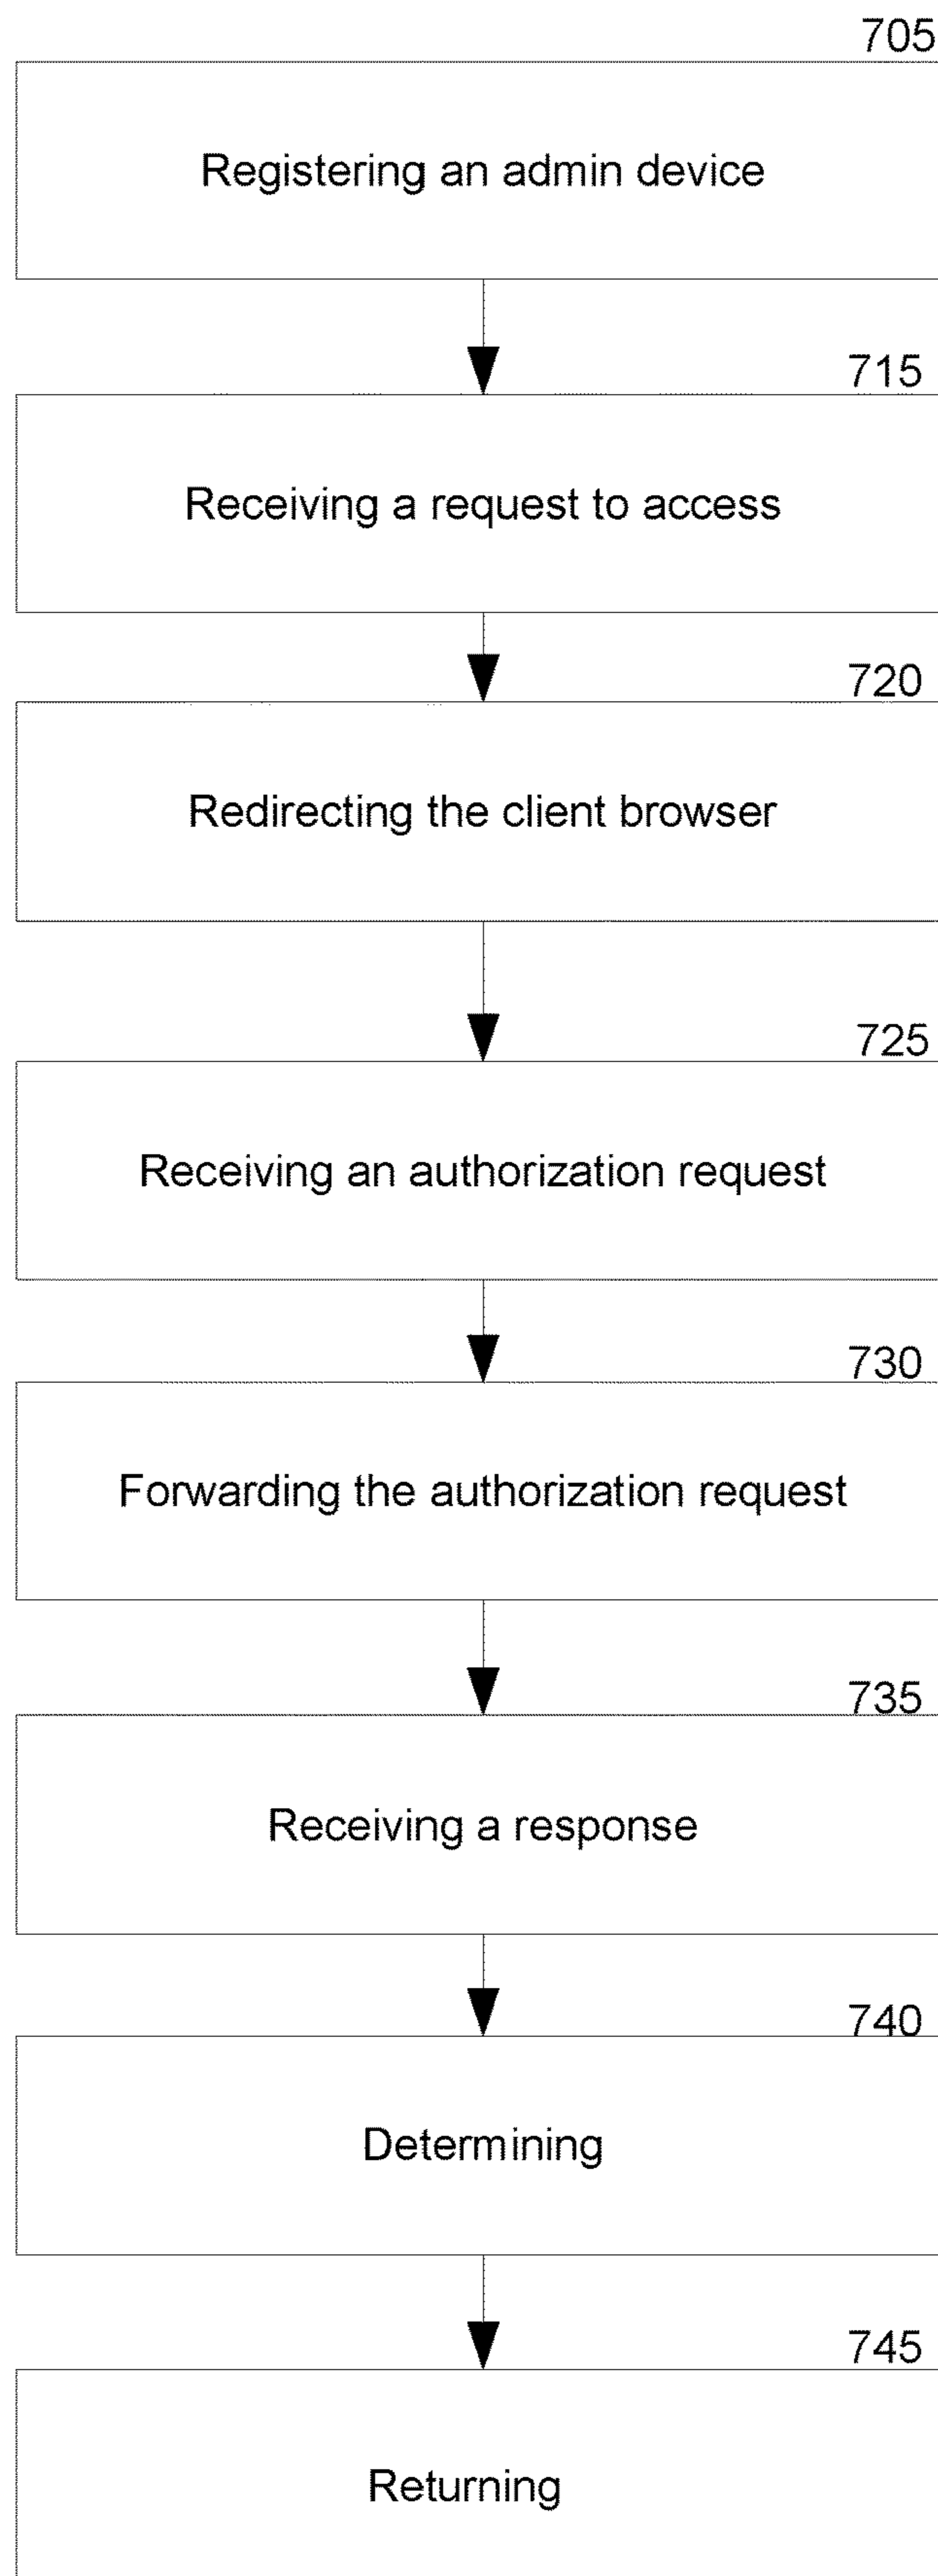 705
Registering an admin device
715
Receiving a request to access
720
Redirecting the client browser
725
Receiving an authorization request
730
Forwarding the authorization request
735
Receiving a response
740
Determining
745
Returning